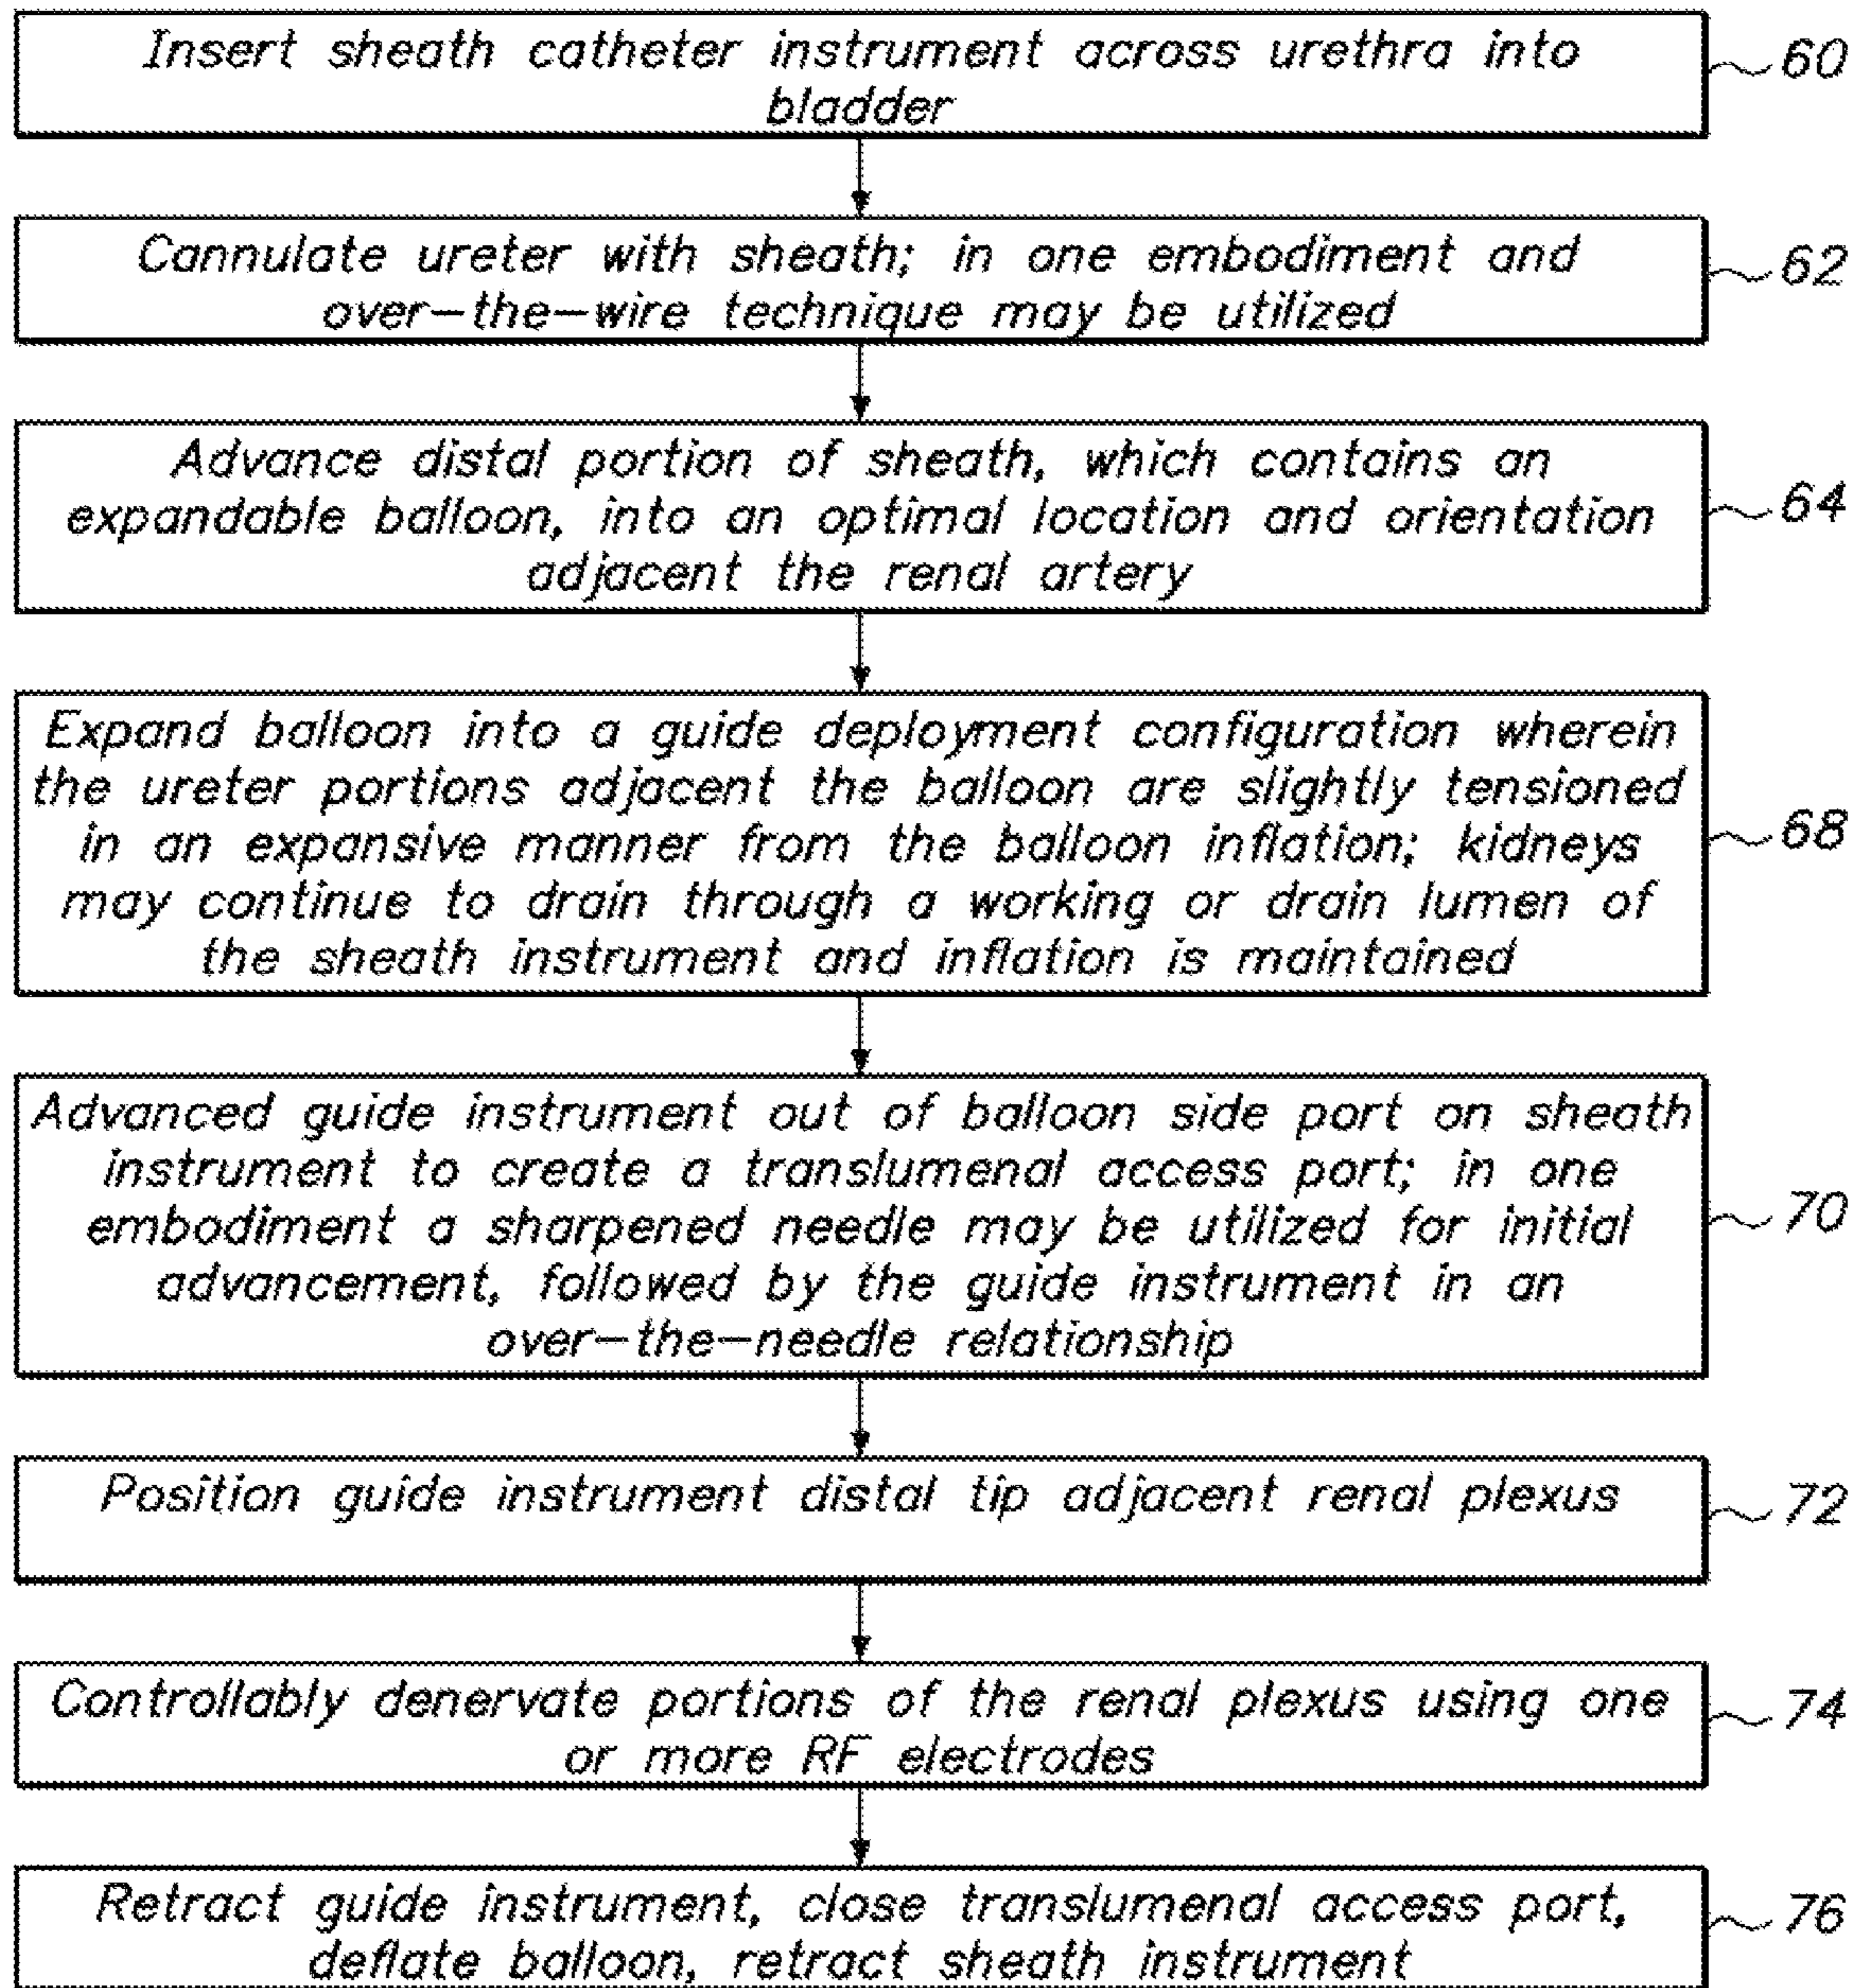 Insert sheath catheter instrument across urethra into
bladder
60
Cannulate ureter with sheath; in one embodiment and
over-the-wire technique may be utilized
62
Advance distal portion of sheath, which contains an
expandable balloon, into an optimal location and orientation
adjacent the renal artery
64
Expand balloon into a guide deployment configuration wherein
the ureter portions adjacent the balloon are slightly tensioned
in an expansive manner from the balloon inflation; kidneys
may continue to drain through a working or drain lumen of
the sheath instrument and inflation is maintained
68
Advanced guide instrument out of balloon side port on sheath
instrument to create a translumenal access port; in one
embodiment a sharpened needle may be utilized for initial
advancement, followed by the guide instrument in an
over-the-needle relationship
70
Position guide instrument distal tip adjacent renal plexus
72
Controllably denervate portions of the renal plexus using one
or more RF electrodes
74
Retract guide instrument, close translumenal access port,
deflate balloon, retract sheath instrument
76